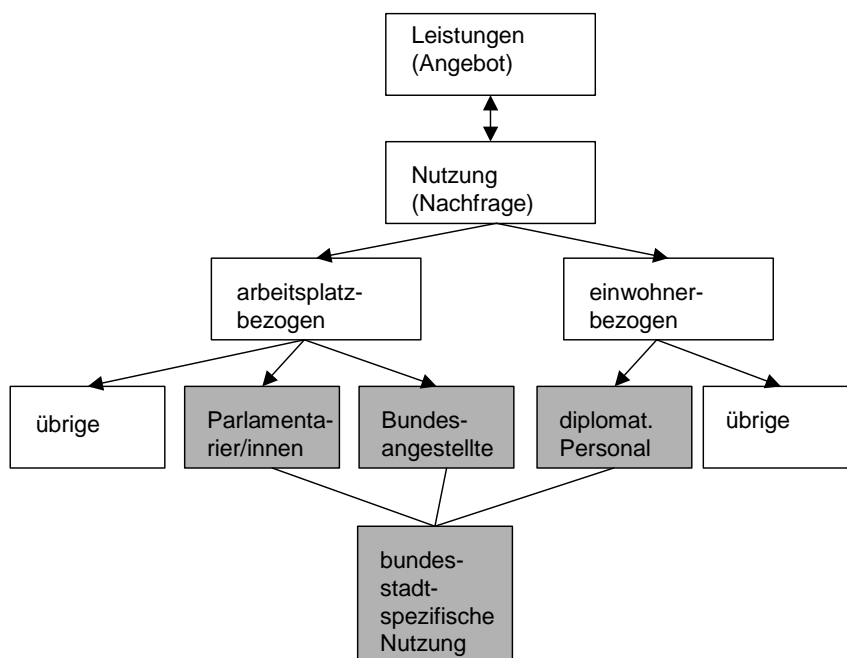 Leistungen
(Angebot)
Nutzung
(Nachfrage)
arbeitsplatz-
bezogen
einwohner-
bezogen
übrige
Parlamenta-
rier/innen
Bundes-
angestellte
diplomat.
Personal
übrige
bundes-
stadt-
spezifische
Nutzung